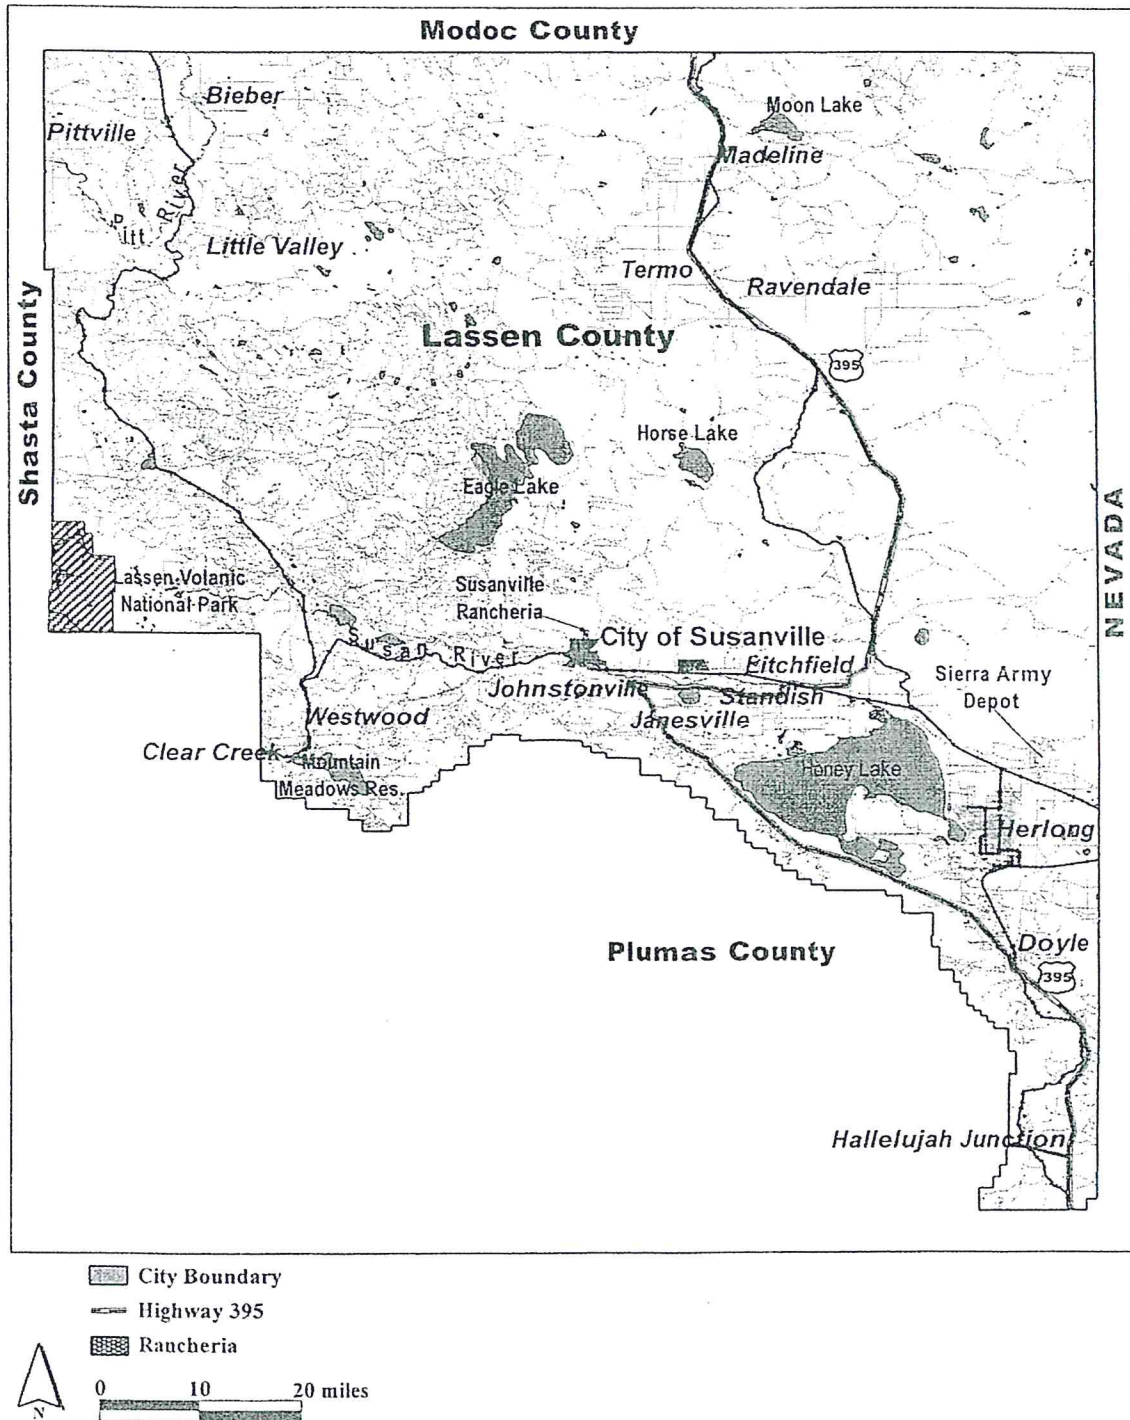 Modoc County
Bieber
Moon Lake
Pittville
Madeline
River
Little Valley
Termo
Ravendale
Lassen County
395
Shasta County
Horse Lake
Eagle Lake
NEVADA
Lassen Volanic
National Park
Susanville
Rancheria
City of Susanville
Susan River
Litchfield
Sierra Army
Depot
Johnstonville
Standish
Janesville
Westwood
Clear Creek
Mountain
Meadows Res.
Honey Lake
Herlong
Plumas County
Doyle
395
Hallelujah Junction
City Boundary
Highway 395
Rancheria
0 10 20 miles
N